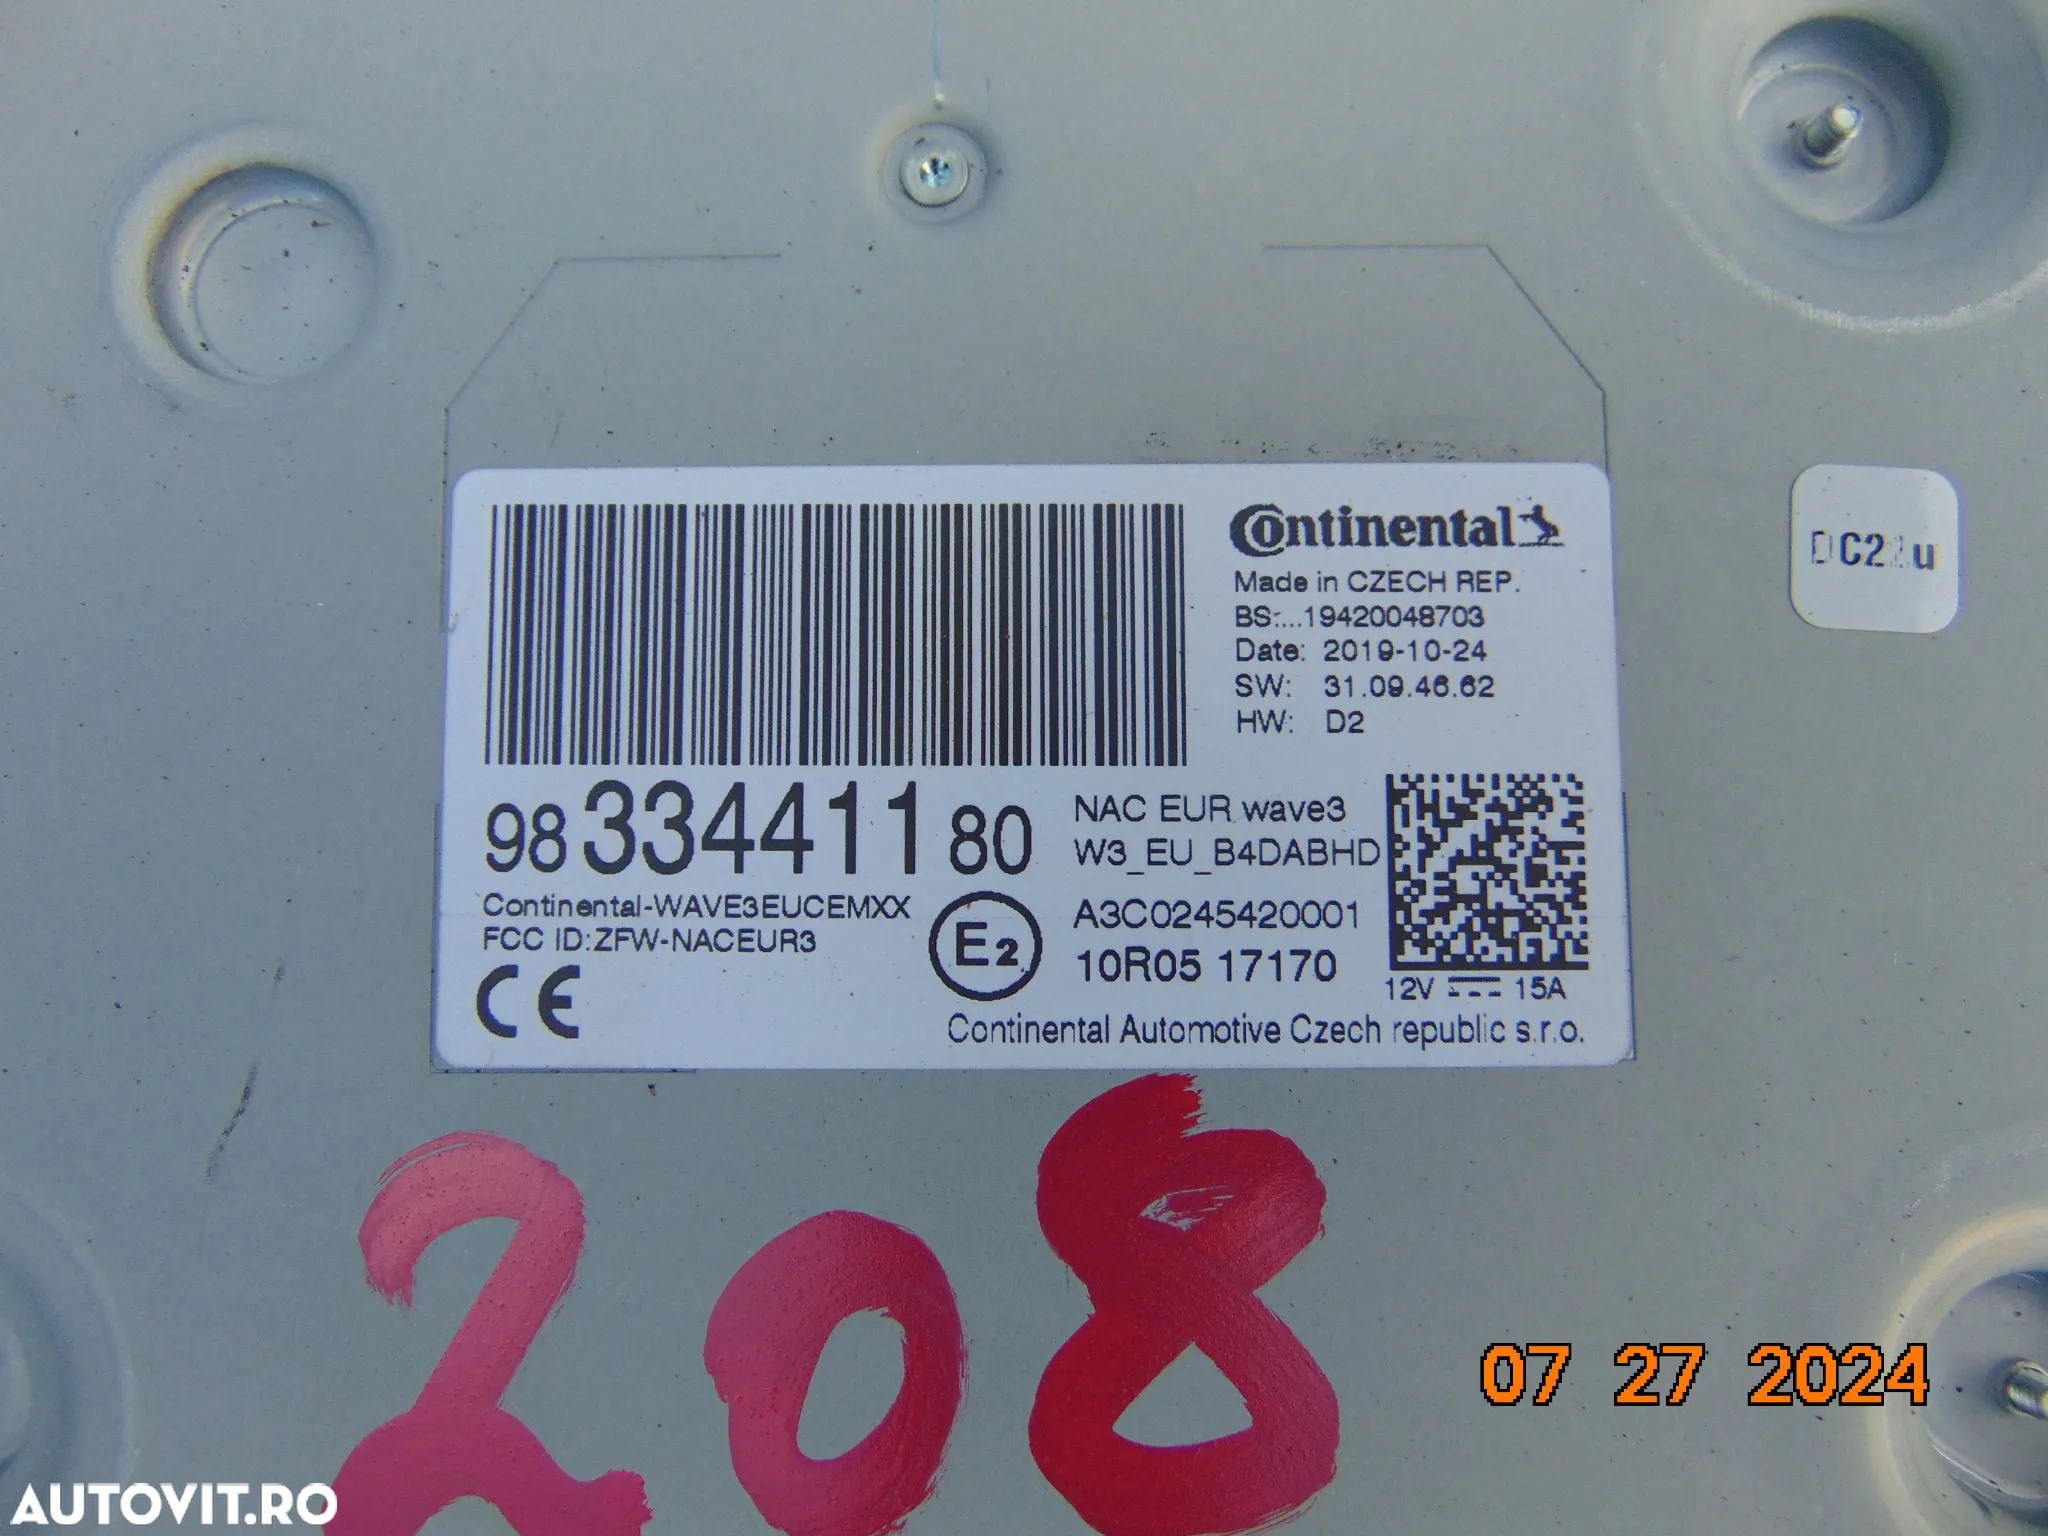 Continental
Made in CZECH REP.
BS:...19420048703
Date: 2019-10-24
SW: 31.09.46.62
HW: D2
98 334411 80
NAC EUR wave3
W3_EU_B4DABHD
Continental-WAVE3EUCEMXX
FCC ID:ZFW-NACEUR3
CE
E2
A3C0245420001
10R05 17170
12V 15A
Continental Automotive Czech republic s.r.o.
208
07 27 2024
AUTOVIT.RO